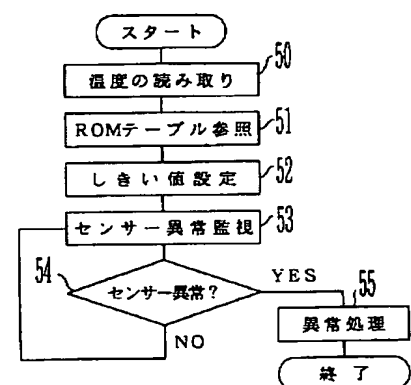 スタート
50
温度の読み取り
51
ROMテーブル参照
52
しきい値設定
53
センサー異常監視
54
センサー異常?
YES
55
NO
異常処理
終了